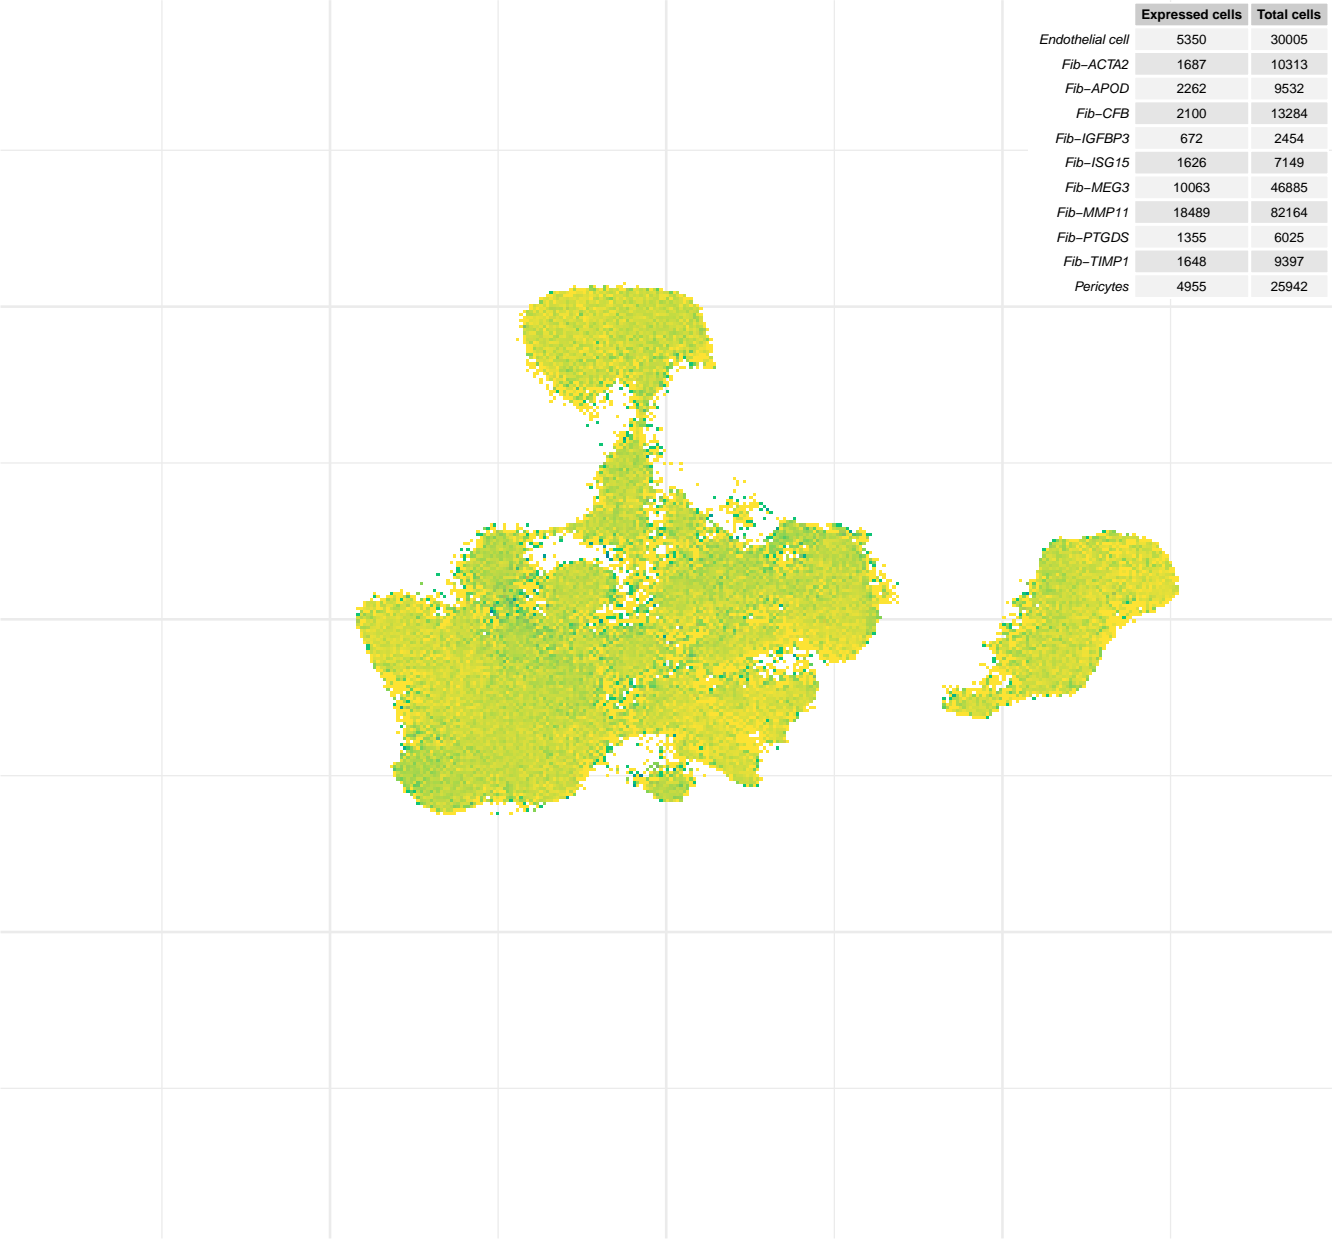 Expressed cells Total cells
Endothelial cell 5350 30005
Fib−ACTA2 1687 10313
Fib−APOD 2262 9532
Fib−CFB 2100 13284
Fib−IGFBP3 672 2454
Fib−ISG15 1626 7149
Fib−MEG3 10063 46885
Fib−MMP11 18489 82164
Fib−PTGDS 1355 6025
Fib−TIMP1 1648 9397
Pericytes 4955 25942